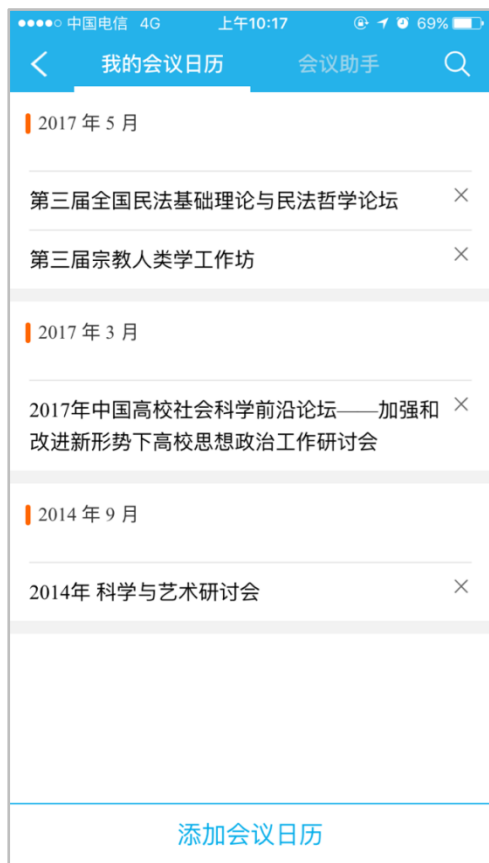 中国电信 4G 上午10:17 69%
我的会议日历 会议助手
2017 年 5 月
第三届全国民法基础理论与民法哲学论坛
第三届宗教人类学工作坊
2017 年 3 月
2017年中国高校社会科学前沿论坛——加强和
改进新形势下高校思想政治工作研讨会
2014 年 9 月
2014年 科学与艺术研讨会
添加会议日历